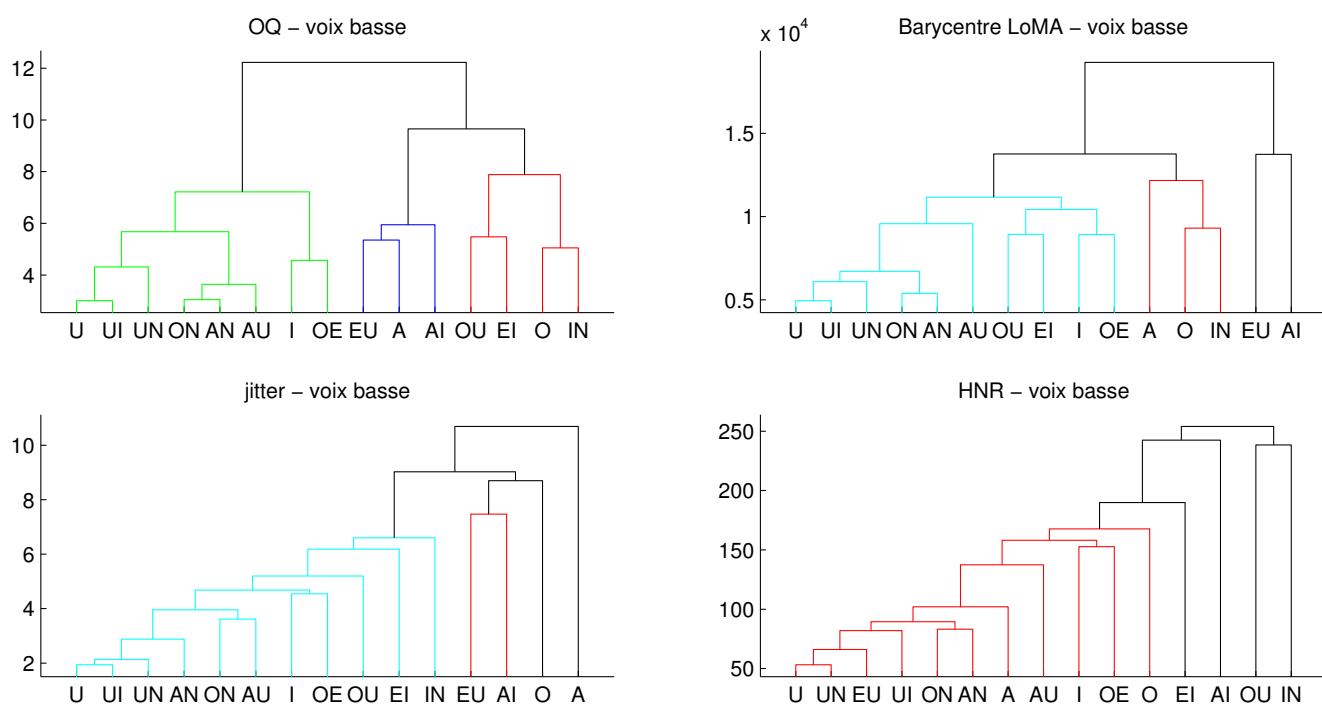 OQ – voix basse
12
10
8
6
4
U UI UN ON AN AU I OE EU A AI OU EI O IN
Barycentre LoMA – voix basse
x 10^4
1.5
1
0.5
U UI UN ON AN AU OU EI I OE A O IN EU AI
jitter – voix basse
10
8
6
4
2
U UI UN AN ON AU I OE OU EI IN EU AI O A
HNR – voix basse
250
200
150
100
50
U UN EU UI ON AN A AU I OE O EI AI OU IN